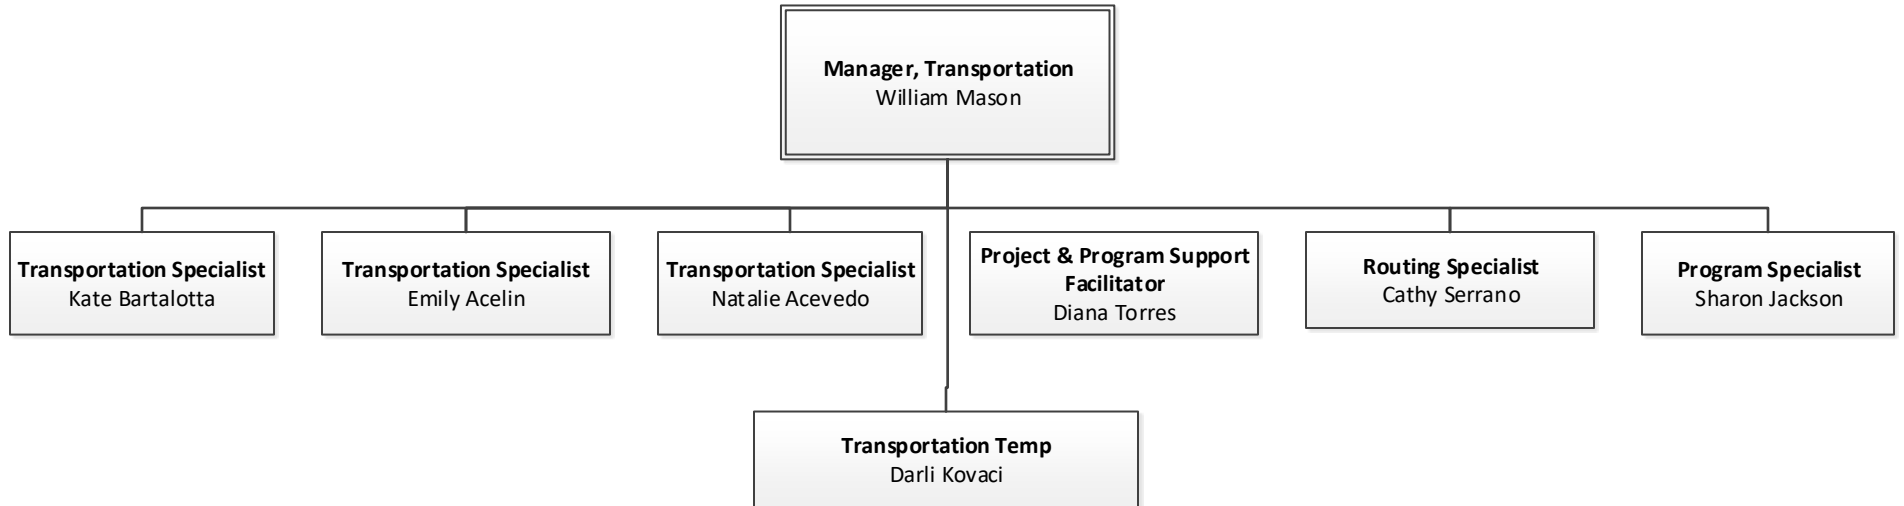 Manager, Transportation
William Mason
Transportation Specialist
Kate Bartalotta
Transportation Specialist
Emily Acelin
Transportation Specialist
Natalie Acevedo
Project & Program Support
Facilitator
Diana Torres
Routing Specialist
Cathy Serrano
Program Specialist
Sharon Jackson
Transportation Temp
Darli Kovaci